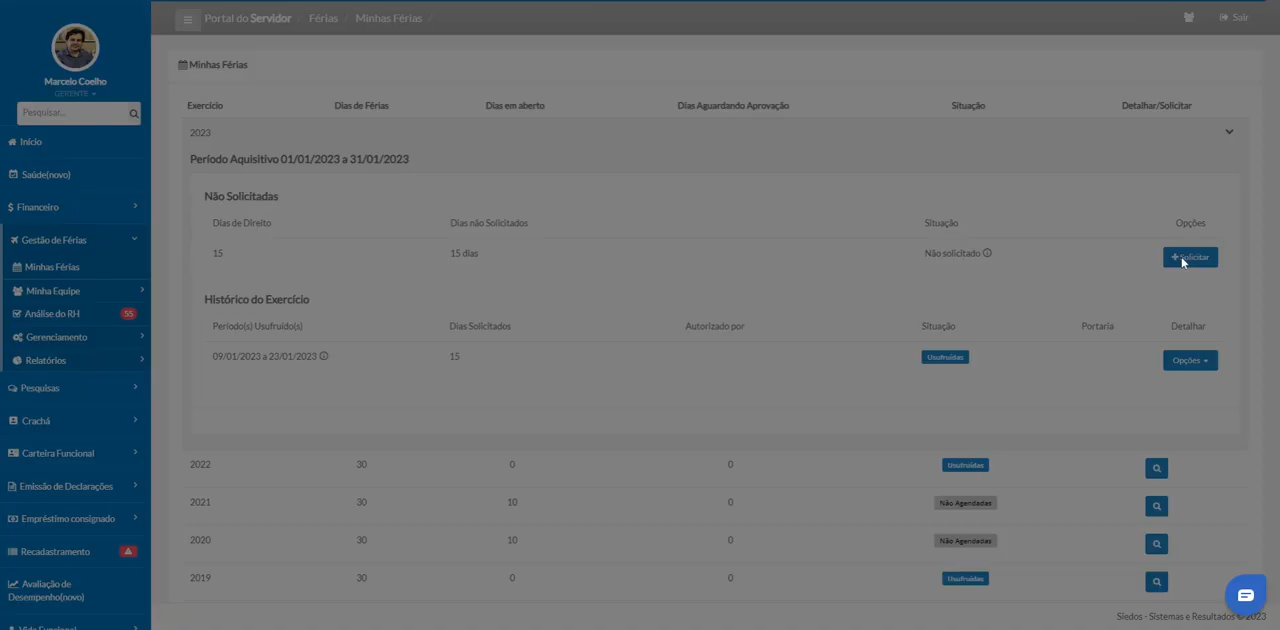 Portal do Servidor / Férias / Minhas Férias /
Sair
Marcelo Coelho
GERENTE
Pesquisar...
Início
Saúde(novo)
Financeiro
Gestão de Férias
Minhas Férias
Minha Equipe
Análise do RH 55
Gerenciamento
Relatórios
Pesquisas
Crachá
Carteira Funcional
Emissão de Declarações
Empréstimo consignado
Recadastramento
Avaliação de
Desempenho(novo)
Vida Funcional
Minhas Férias
Exercício Dias de Férias Dias em aberto Dias Aguardando Aprovação Situação Detalhar/Solicitar
2023
Período Aquisitivo 01/01/2023 a 31/01/2023
Não Solicitadas
Dias de Direito Dias não Solicitados Situação Opções
15 15 dias Não solicitado Solicitar
Histórico do Exercício
Período(s) Usufruído(s) Dias Solicitados Autorizado por Situação Portaria Detalhar
09/01/2023 a 23/01/2023 15 Usufruídas Opções
2022 30 0 0 Usufruídas
2021 30 10 0 Não Agendadas
2020 30 10 0 Não Agendadas
2019 30 0 0 Usufruídas
Siedos - Sistemas e Resultados © 2023